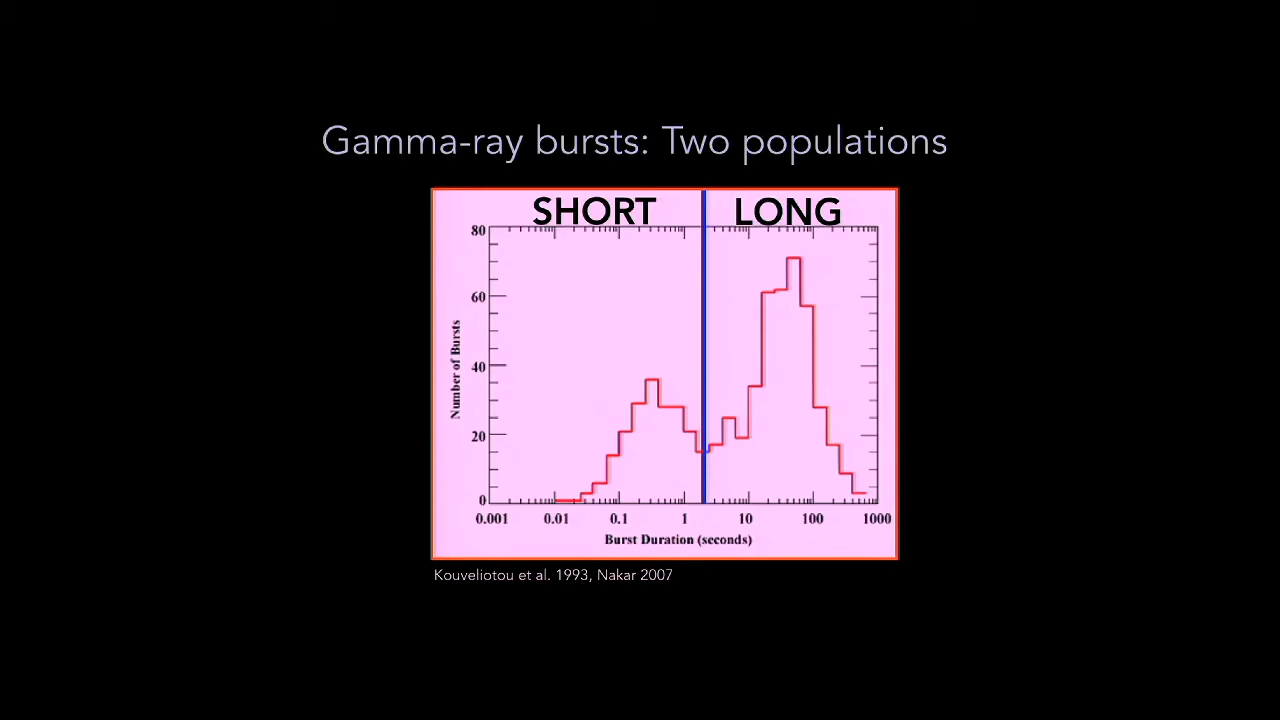 Gamma-ray bursts: Two populations
SHORT LONG
80
60
40
20
0
Number of Bursts
0.001 0.01 0.1 1 10 100 1000
Burst Duration (seconds)
Kouveliotou et al. 1993, Nakar 2007